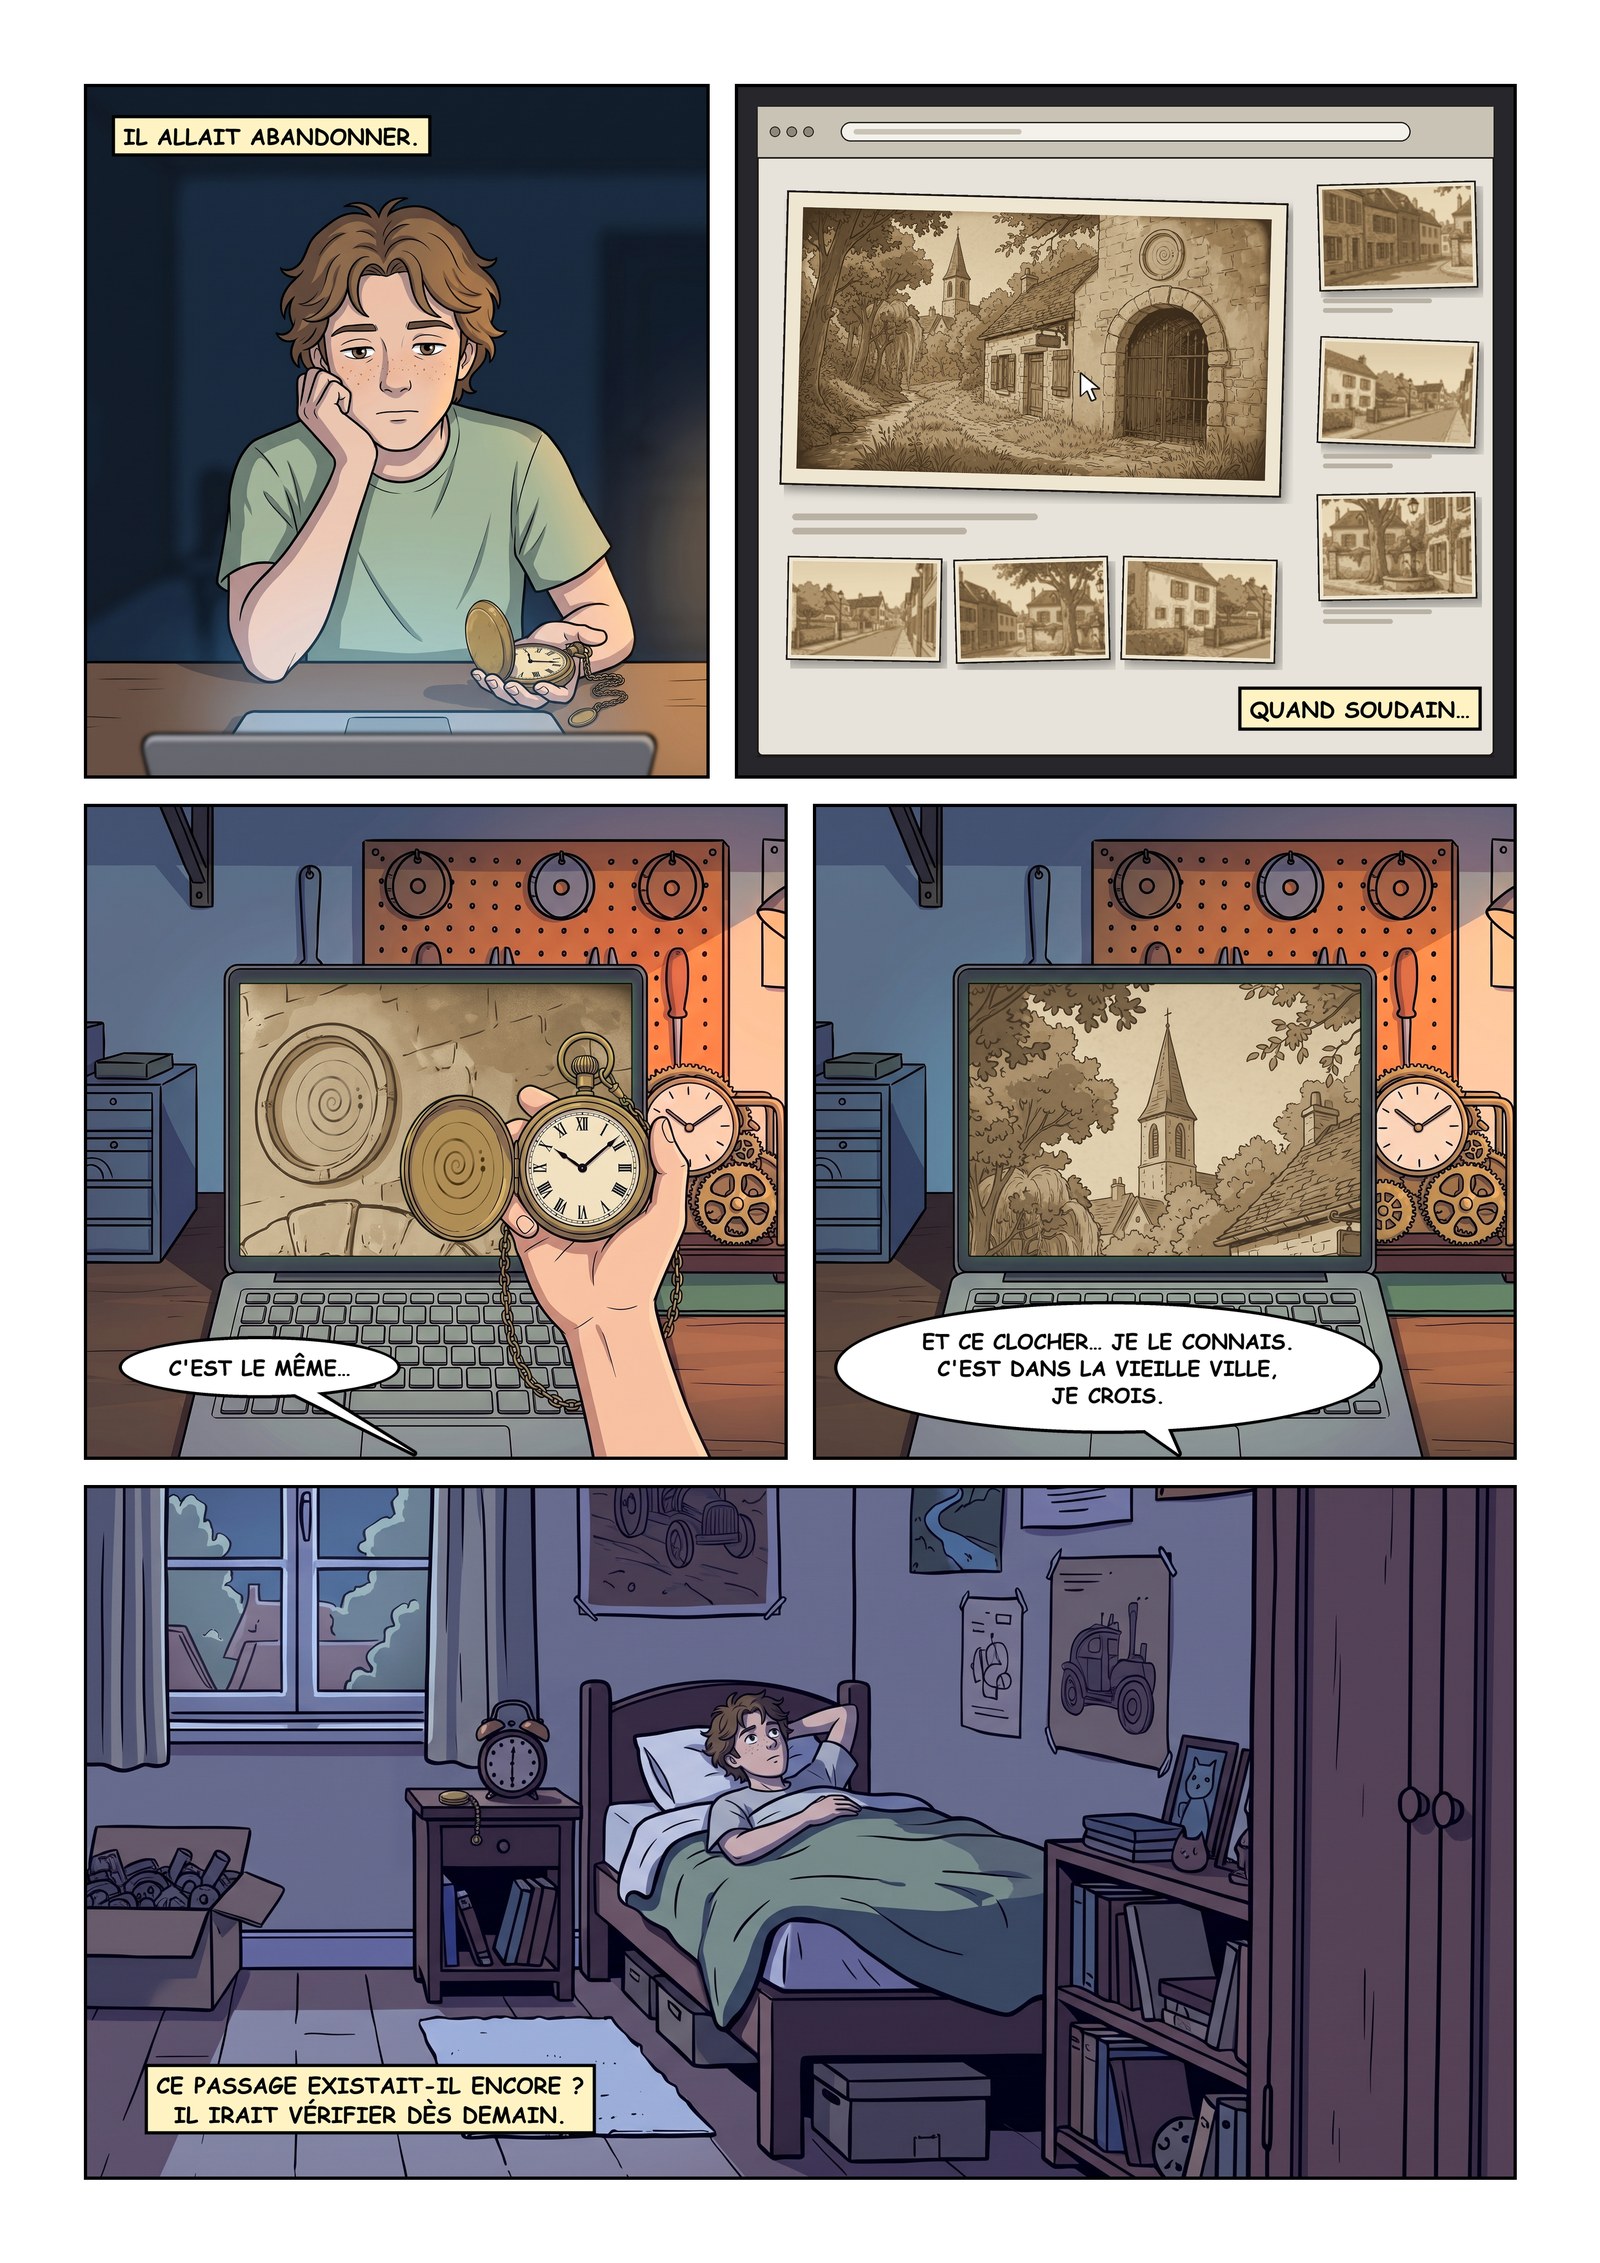 IL ALLAIT ABANDONNER.
QUAND SOUDAIN...
C'EST LE MÊME...
ET CE CLOCHER... JE LE CONNAIS.
C'EST DANS LA VIEILLE VILLE,
JE CROIS.
CE PASSAGE EXISTAIT-IL ENCORE ?
IL IRAIT VÉRIFIER DÈS DEMAIN.